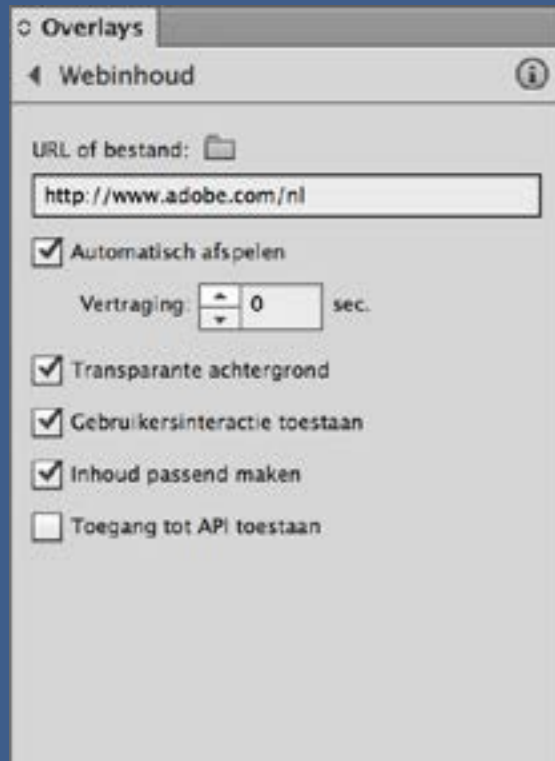 Overlays
Webinhoud
URL of bestand:
http://www.adobe.com/nl
Automatisch afspelen
Vertraging: 0 sec.
Transparante achtergrond
Gebruikersinteractie toestaan
Inhoud passend maken
Toegang tot API toestaan